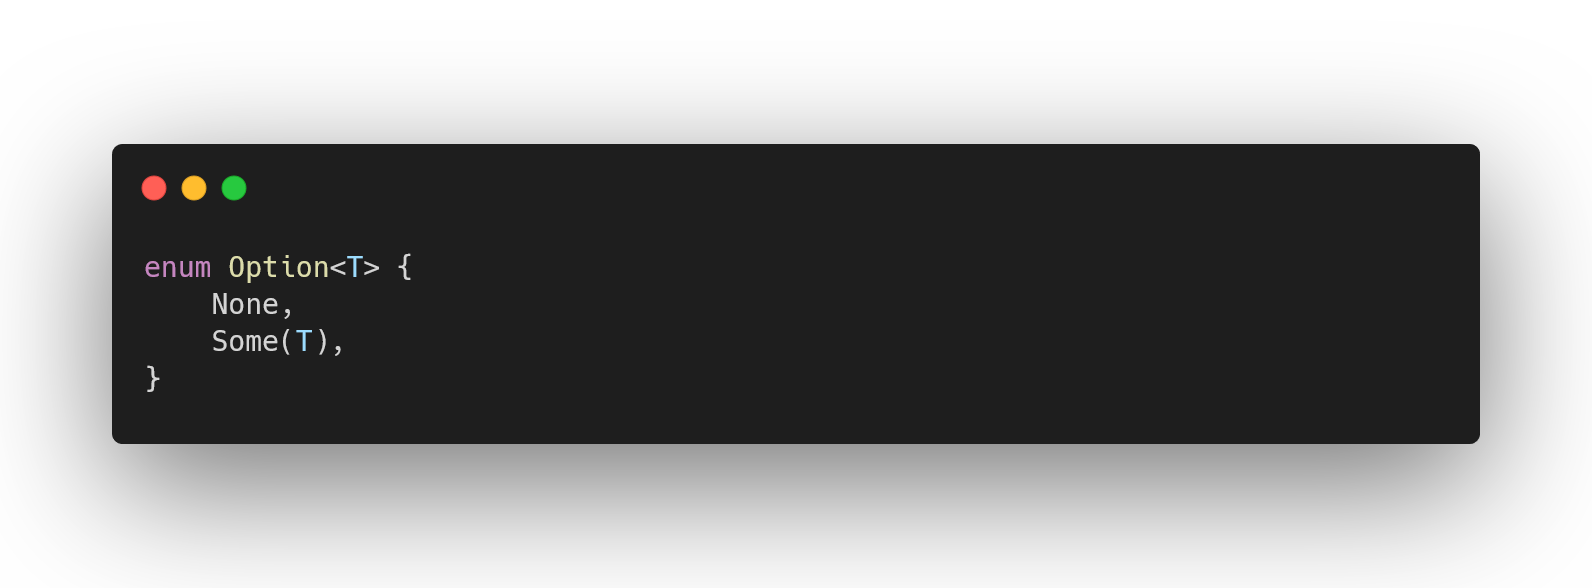 enum Option<T> {
    None,
    Some(T),
}